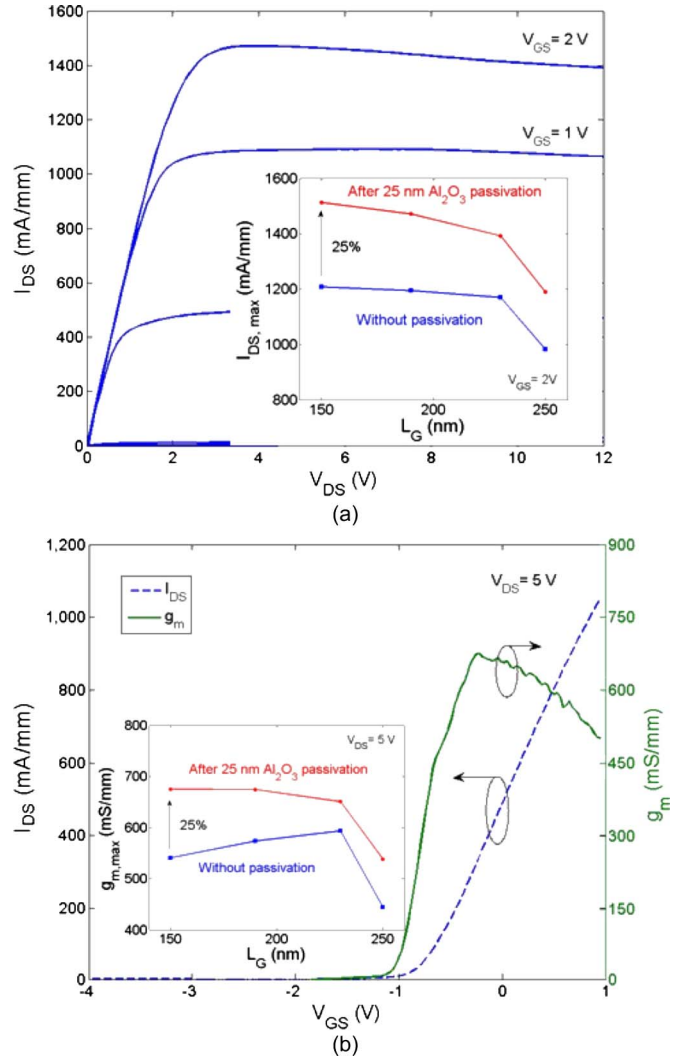 1600
1400
1200
1000
800
600
400
200
0
I_DS (mA/mm)
V_GS = 2 V
V_GS = 1 V
1600
1400
1200
1000
800
I_DS, max (mA/mm)
After 25 nm Al₂O₃ passivation
25%
Without passivation
V_GS = 2V
150 200 250
L_G (nm)
0 2 4 6 8 10 12
V_DS (V)
(a)
1,200
1,000
800
600
400
200
0
I_DS (mA/mm)
I_DS
g_m
V_DS = 5 V
900
750
600
450
300
150
0
g_m (mS/mm)
800
700
600
500
400
g_m,max (mS/mm)
V_DS = 5 V
After 25 nm Al₂O₃ passivation
25%
Without passivation
150 200 250
L_G (nm)
-4 -3 -2 -1 0 1
V_GS (V)
(b)